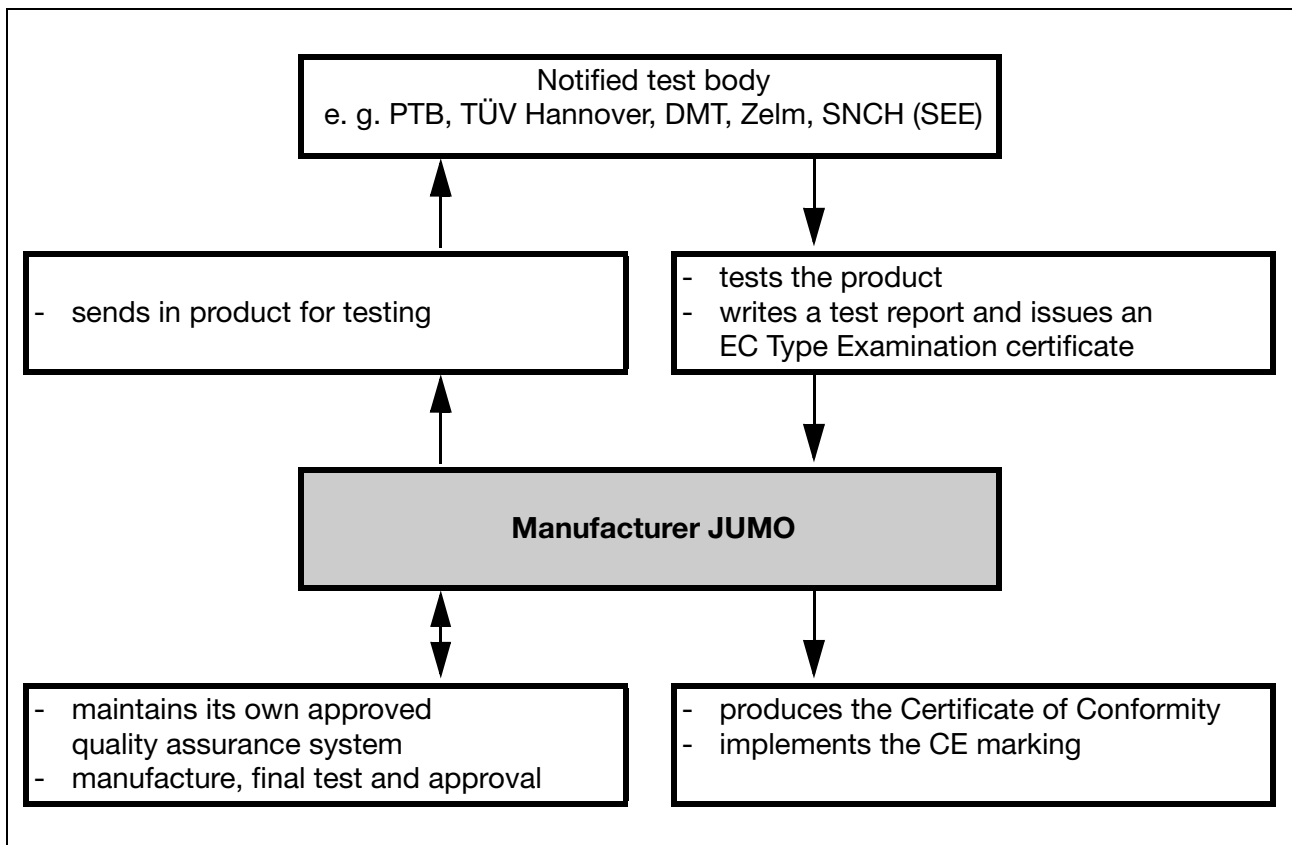 Notified test body
e. g. PTB, TÜV Hannover, DMT, Zelm, SNCH (SEE)
- sends in product for testing
- tests the product
- writes a test report and issues an
EC Type Examination certificate
Manufacturer JUMO
- maintains its own approved
quality assurance system
- manufacture, final test and approval
- produces the Certificate of Conformity
- implements the CE marking